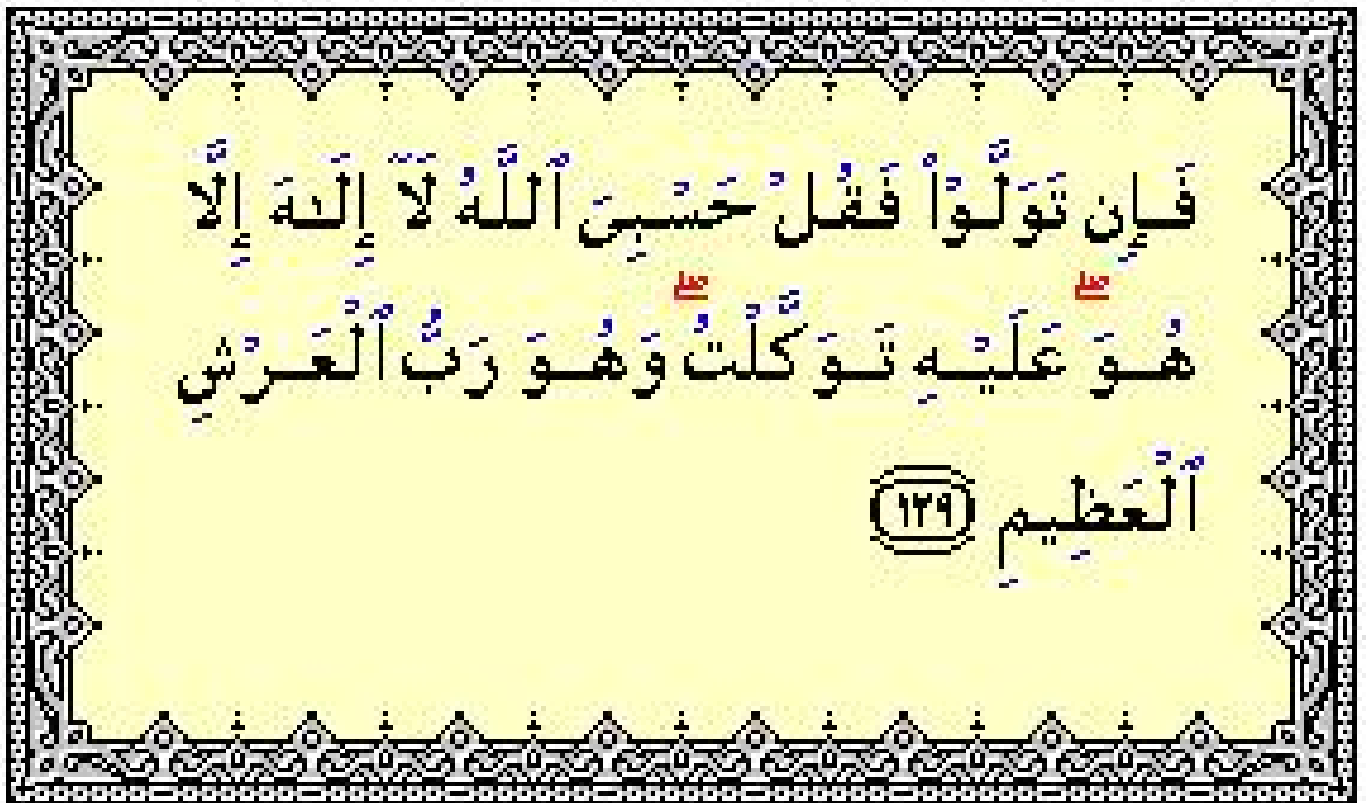 فَإِن تَوَلَّوْا۟ فَقُلْ حَسْبِىَ ٱللَّهُ لَآ إِلَـٰهَ إِلَّا
هُوَ ۖ عَلَيْهِ تَوَكَّلْتُ ۖ وَهُوَ رَبُّ ٱلْعَرْشِ
ٱلْعَظِيمِ ١٢٩